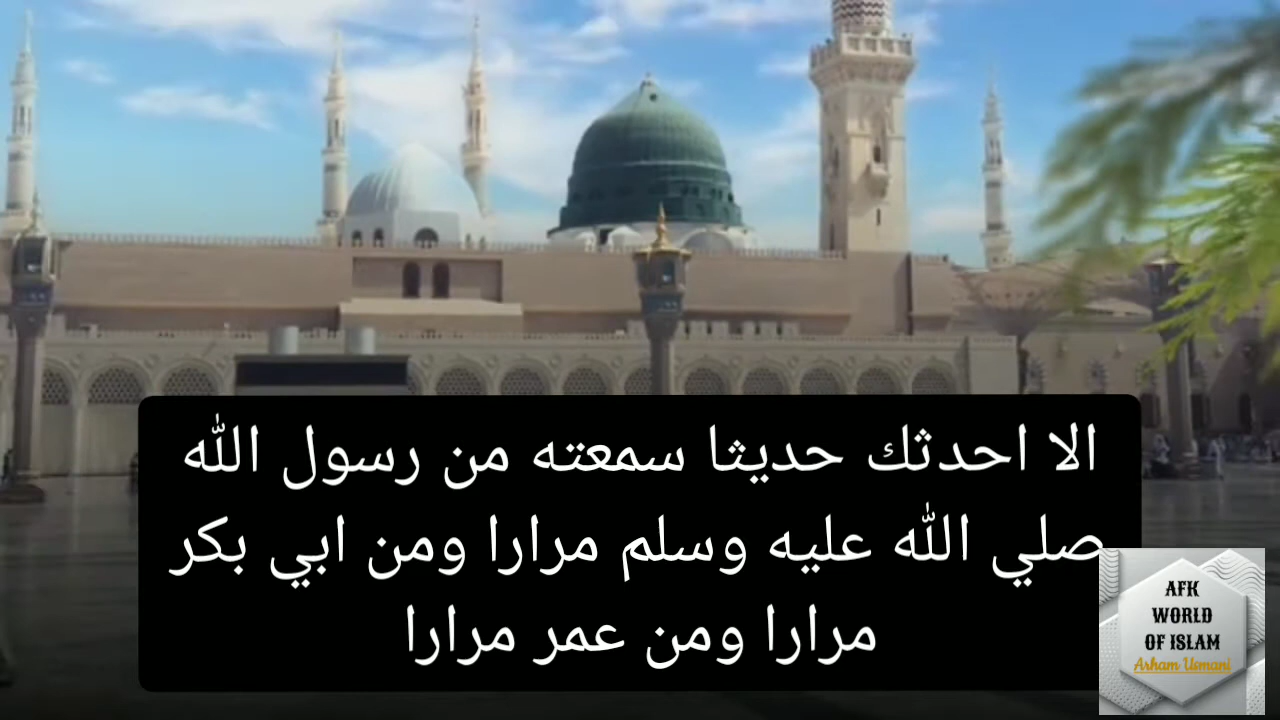 الا احدثك حديثا سمعته من رسول الله
صلي الله عليه وسلم مرارا ومن ابي بكر
مرارا ومن عمر مرارا
AFK
WORLD
OF ISLAM
Arham Usmani